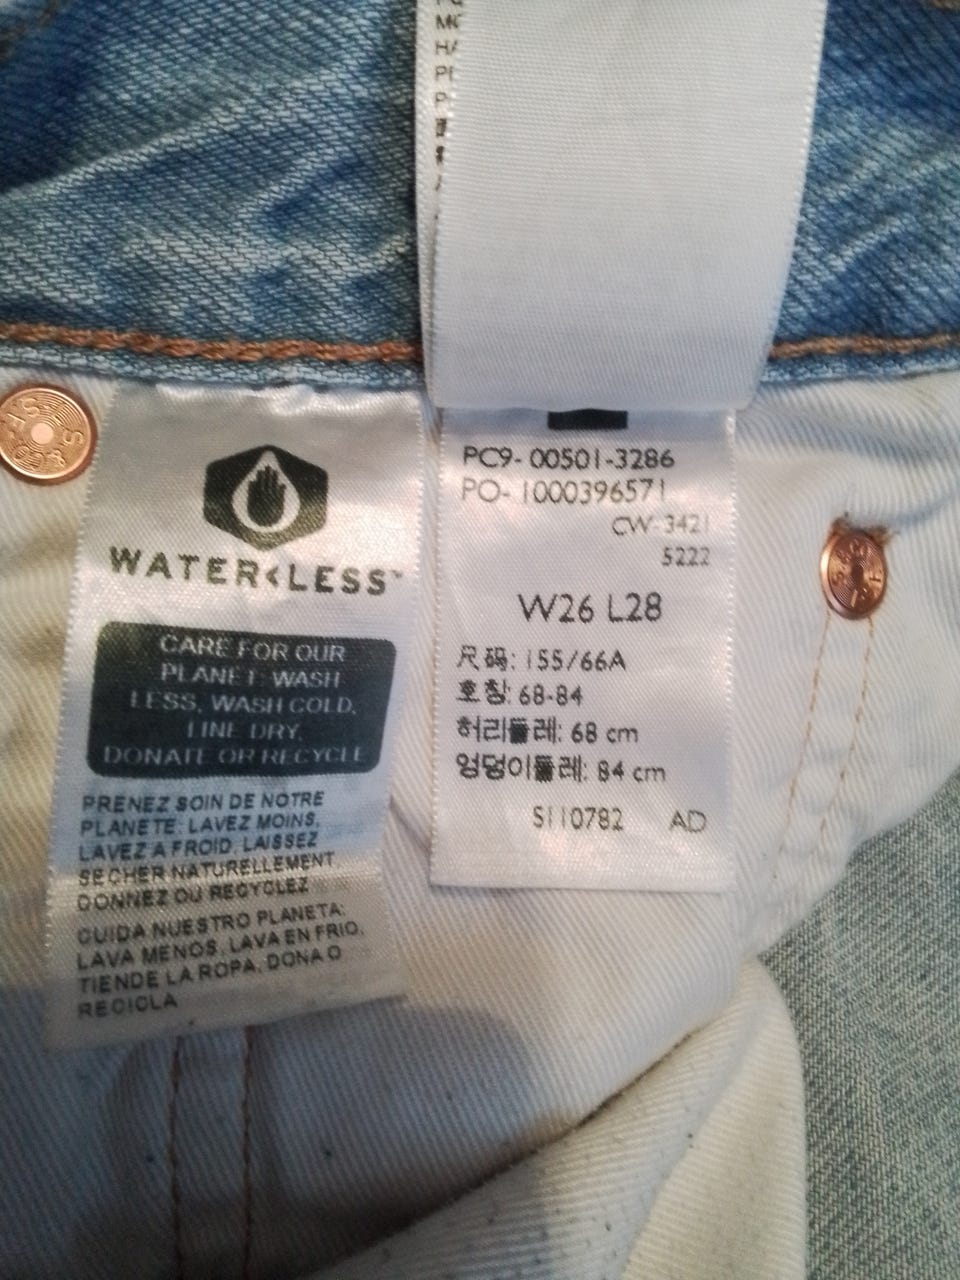 WATER<LESS™
CARE FOR OUR
PLANET: WASH
LESS, WASH COLD,
LINE DRY,
DONATE OR RECYCLE
PRENEZ SOIN DE NOTRE
PLANETE: LAVEZ MOINS,
LAVEZ A FROID, LAISSEZ
SECHER NATURELLEMENT,
DONNEZ OU RECYCLEZ
CUIDA NUESTRO PLANETA:
LAVA MENOS, LAVA EN FRIO,
TIENDE LA ROPA, DONA O
RECICLA
PC9- 00501-3286
PO- 1000396571
CW-3421
5222
W26 L28
尺码: 155/66A
호칭: 68-84
허리둘레: 68 cm
엉덩이둘레: 84 cm
S110782 AD